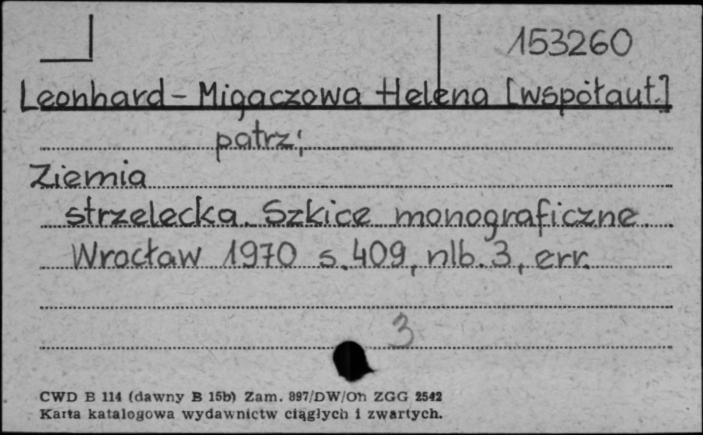 153260
Leonhard-Migaczowa Helena [współaut.]
patrz:
Ziemia
strzelecka. Szkice monograficzne.
Wrocław 1970 s. 409, nlb. 3, err.
3
CWD B 114 (dawny B 15b) Zam. 897/DW/Oh ZGG 2542
Karta katalogowa wydawnictw ciągłych i zwartych.